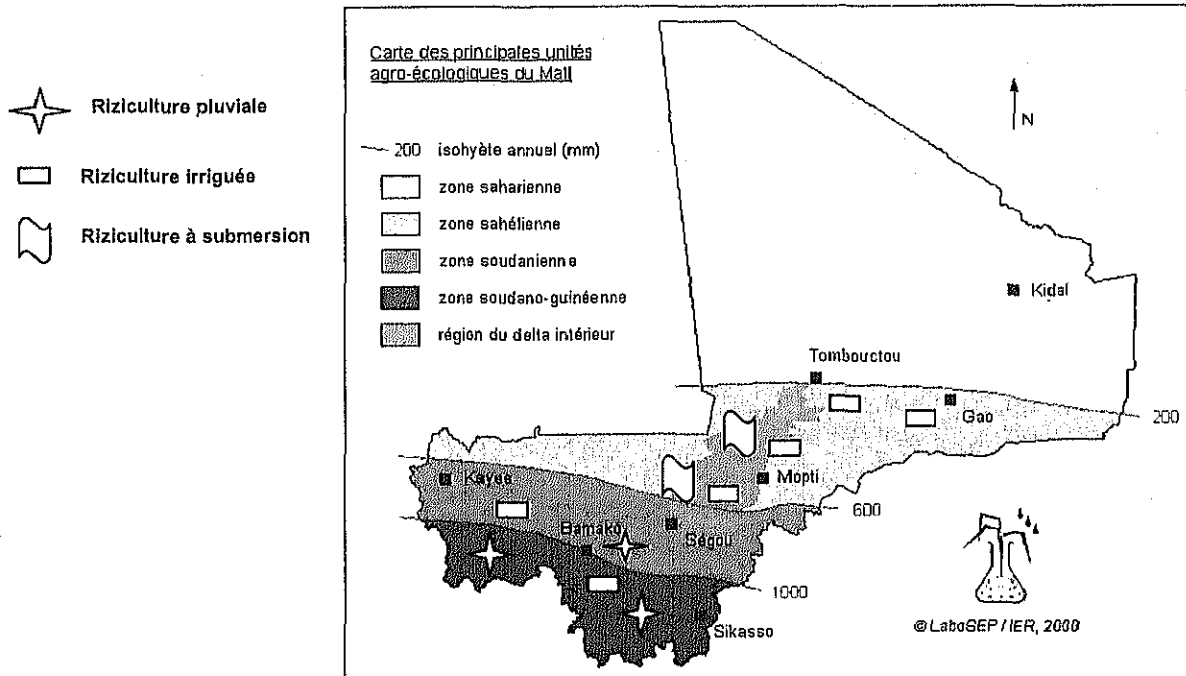 Riziculture pluviale
Riziculture irriguée
Riziculture à submersion
Carte des principales unités
agro-écologiques du Mali
200 isohyète annuel (mm)
zone saharienne
zone sahélienne
zone soudanienne
zone soudano-guinéenne
région du delta intérieur
N
Kidal
Tombouctou
Gao
200
Kayes
Mopti
600
Bamako
Ségou
1000
Sikasso
© LaboSEP / IER, 2000